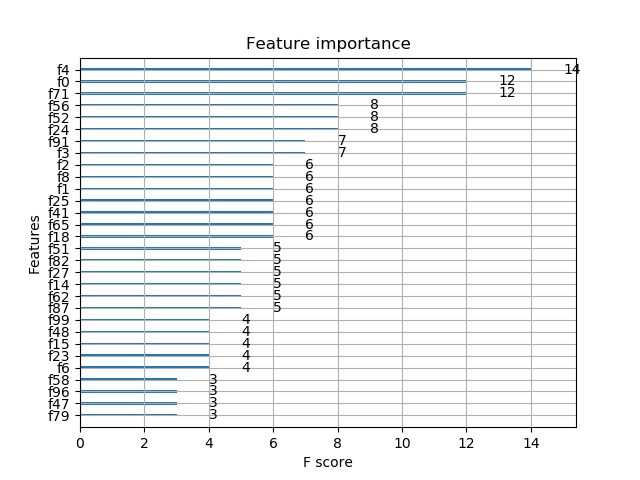 Feature importance
f4 14
f0 12
f71 12
f56 8
f52 8
f24 8
f91 7
f3 7
f2 6
f8 6
f1 6
f25 6
f41 6
f65 6
f18 6
f51 5
f82 5
f27 5
f14 5
f62 5
f87 5
f99 4
f48 4
f15 4
f23 4
f6 4
f58 3
f96 3
f47 3
f79 3
Features
0 2 4 6 8 10 12 14
F score